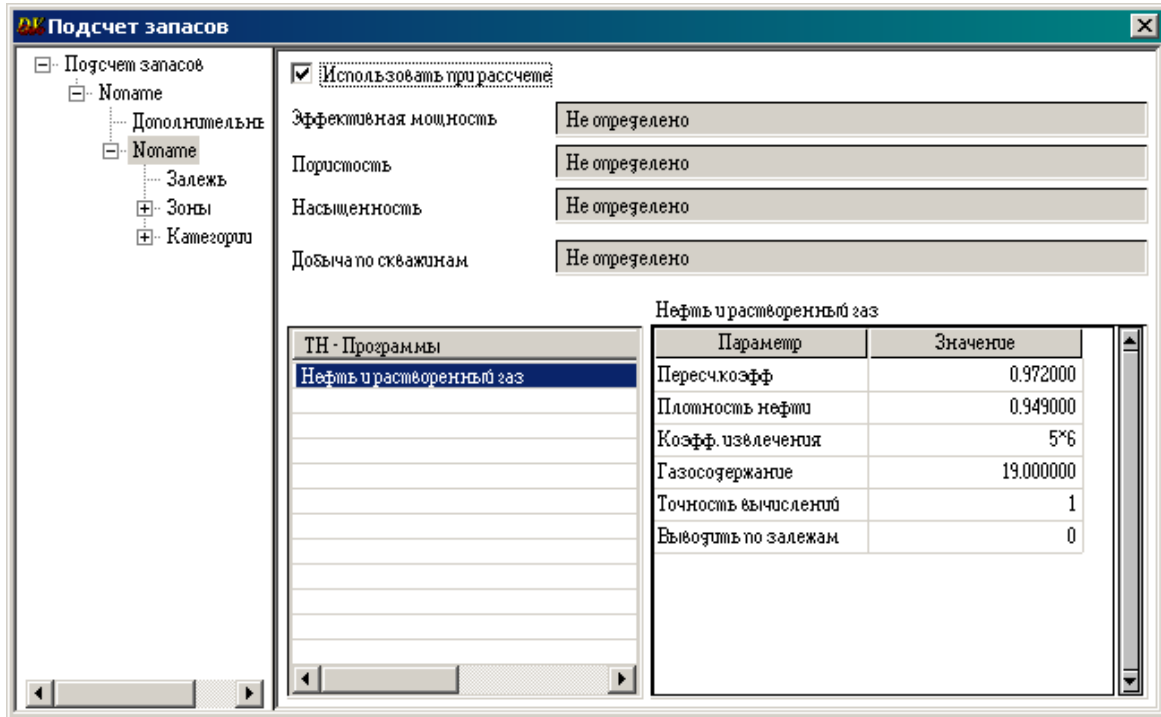 Подсчет запасов
Подсчет запасов
Noname
Дополнительны
Noname
Залежь
Зоны
Категории
Использовать при рассчете
Эффективная мощность Не определено
Пористость Не определено
Насыщенность Не определено
Добыча по скважинам Не определено
ТН - Программы
Нефть и растворенный газ
Нефть и растворенный газ
Параметр Значение
Пересч.коэфф 0.972000
Плотность нефти 0.949000
Коэфф. извлечения 5*6
Газосодержание 19.000000
Точность вычислений 1
Выводить по залежам 0